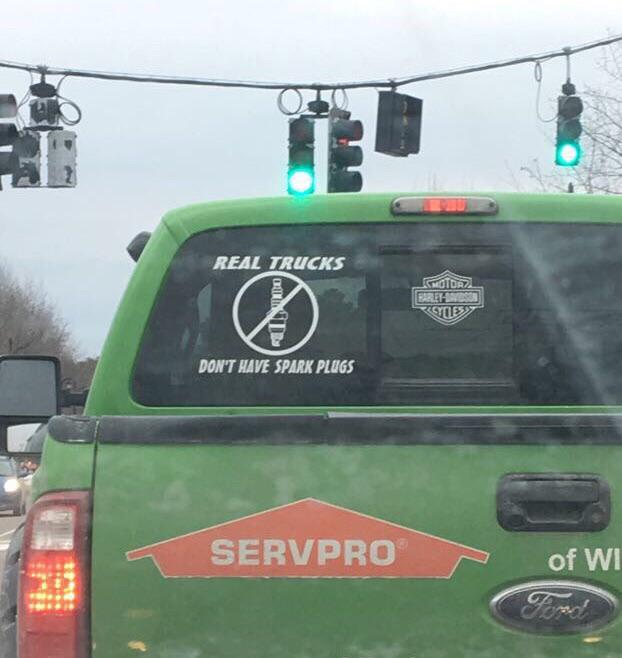 REAL TRUCKS
DON'T HAVE SPARK PLUGS
MOTOR
HARLEY-DAVIDSON
CYCLES
SERVPRO®
of WI
Ford